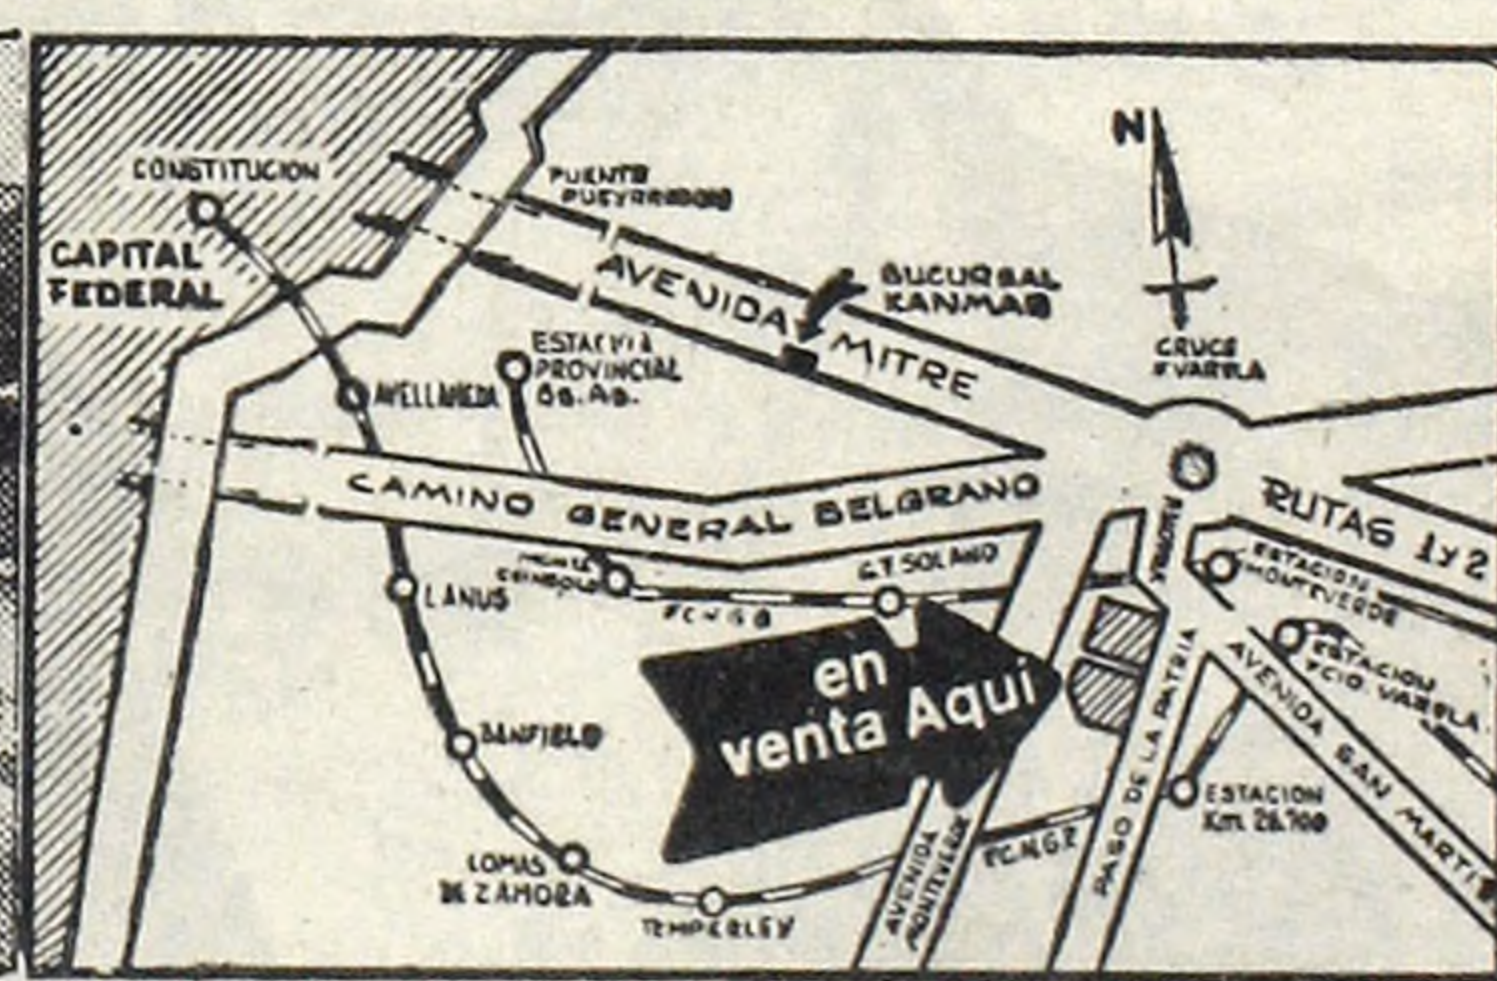 CONSTITUCION
CAPITAL
FEDERAL
PUENTE
PUEYRREDON
N
AVENIDA MITRE
SUCURSAL
KANMAR
CRUCE
F. VARELA
ESTACION
PROVINCIAL
Bs. As.
AVELLANEDA
CAMINO GENERAL BELGRANO
RUTAS 1 y 2
LANUS
F.C.N.G.R
G.T. SOLANO
ESTACION
MONTEVERDE
ESTACION
FCIO. VARELA
en
venta Aquí
BANFIELD
AVENIDA SAN MARTIN
PASO DE LA PATRIA
ESTACION
Km. 26.700
LOMAS
DE ZAMORA
TEMPERLEY
AVENIDA
MONTEVERDE
F.C.N.G.R